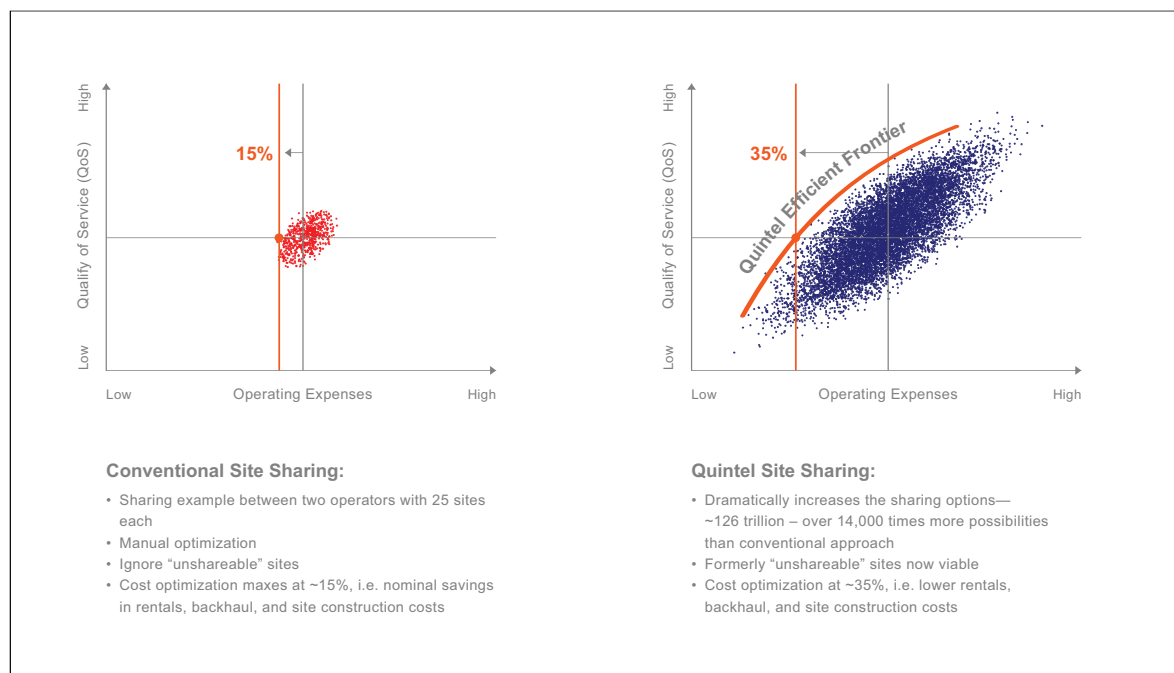 High
Qualify of Service (QoS)
Low
15%
Low
Operating Expenses
High
High
Qualify of Service (QoS)
Low
35%
Quintel Efficient Frontier
Low
Operating Expenses
High
Conventional Site Sharing:
• Sharing example between two operators with 25 sites
each
• Manual optimization
• Ignore “unshareable” sites
• Cost optimization maxes at ~15%, i.e. nominal savings
in rentals, backhaul, and site construction costs
Quintel Site Sharing:
• Dramatically increases the sharing options—
~126 trillion – over 14,000 times more possibilities
than conventional approach
• Formerly “unshareable” sites now viable
• Cost optimization at ~35%, i.e. lower rentals,
backhaul, and site construction costs